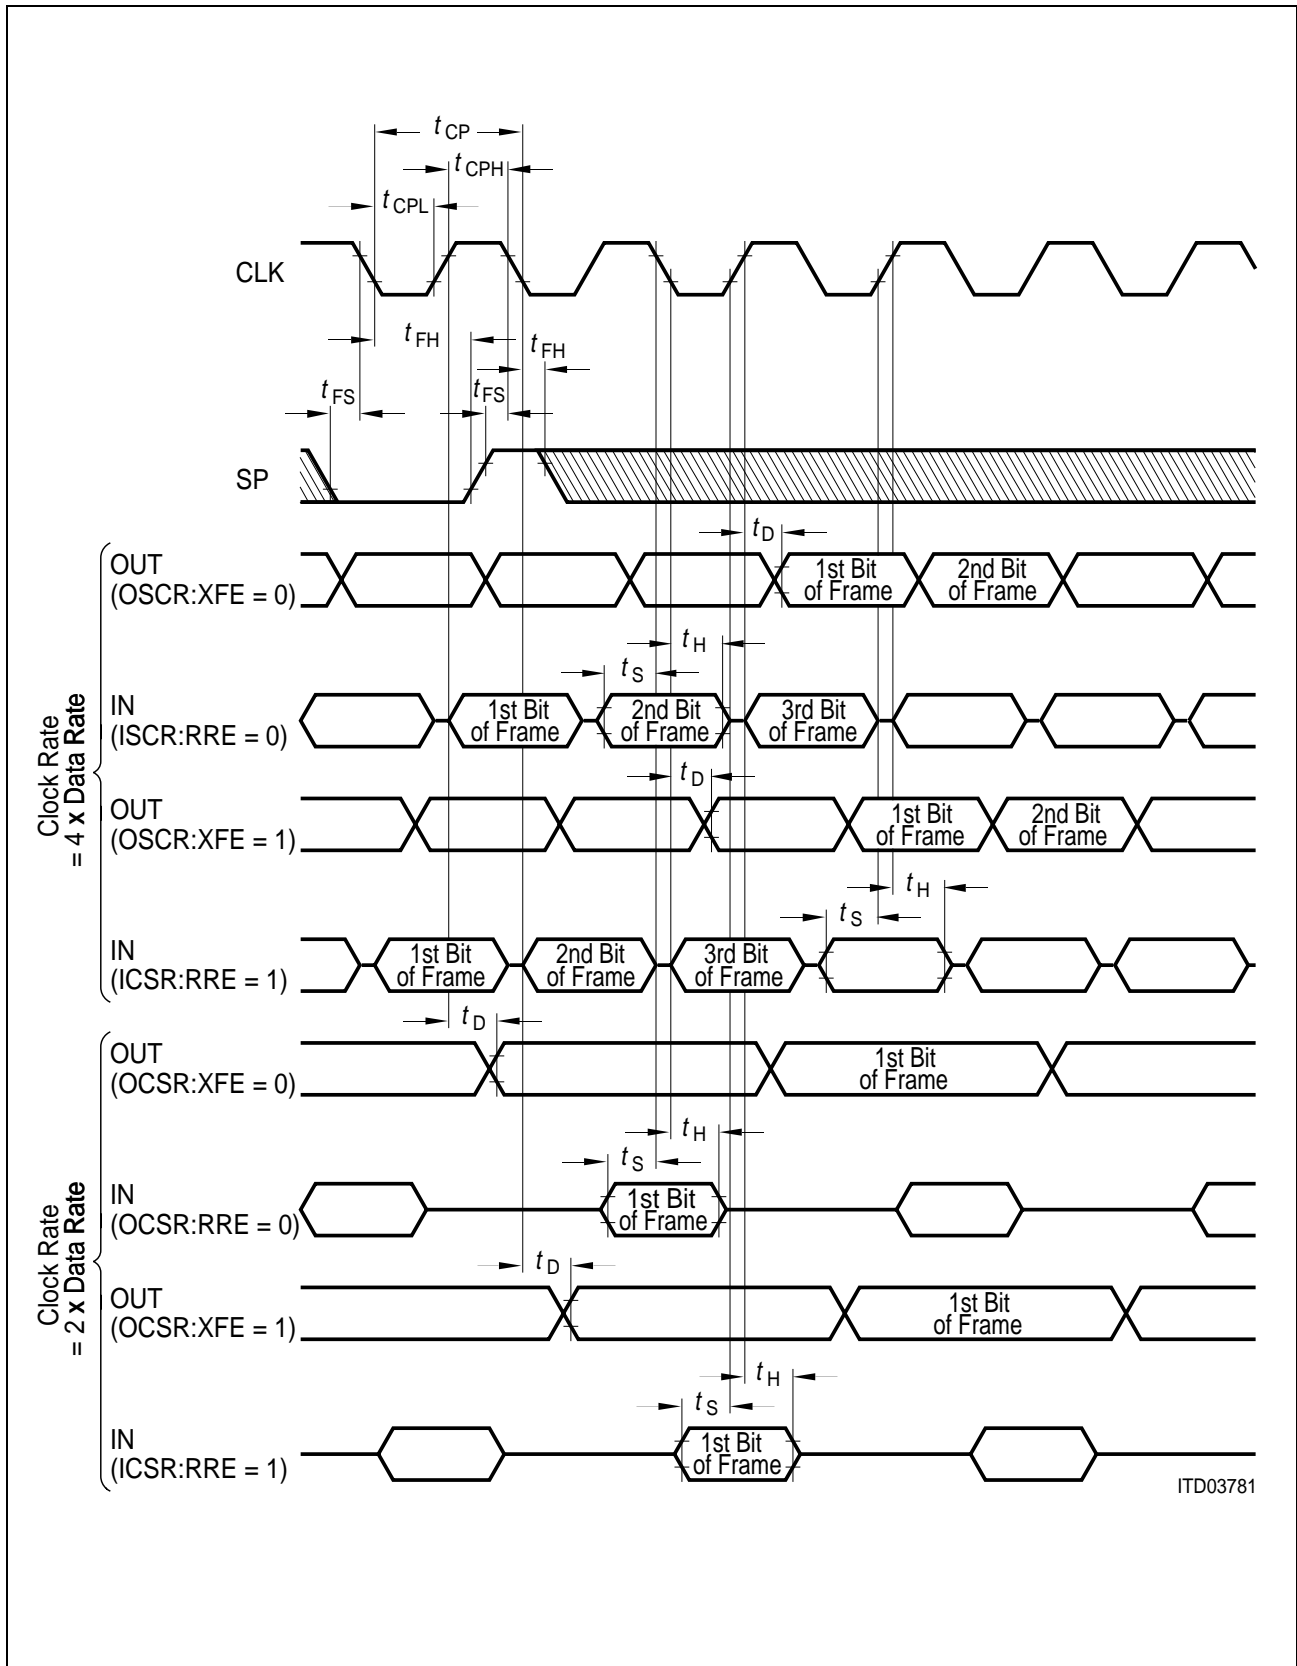 t CP
t CPH
t CPL
CLK
t FH
t FH
t FS
t FS
SP
t D
OUT
(OSCR:XFE = 0)
1st Bit
of Frame
2nd Bit
of Frame
t H
t S
IN
(ISCR:RRE = 0)
1st Bit
of Frame
2nd Bit
of Frame
3rd Bit
of Frame
Clock Rate
= 4 x Data Rate
t D
OUT
(OSCR:XFE = 1)
1st Bit
of Frame
2nd Bit
of Frame
t H
t S
IN
(ICSR:RRE = 1)
1st Bit
of Frame
2nd Bit
of Frame
3rd Bit
of Frame
t D
OUT
(OCSR:XFE = 0)
1st Bit
of Frame
t H
t S
IN
(OCSR:RRE = 0)
1st Bit
of Frame
Clock Rate
= 2 x Data Rate
t D
OUT
(OCSR:XFE = 1)
1st Bit
of Frame
t H
t S
IN
(ICSR:RRE = 1)
1st Bit
of Frame
ITD03781